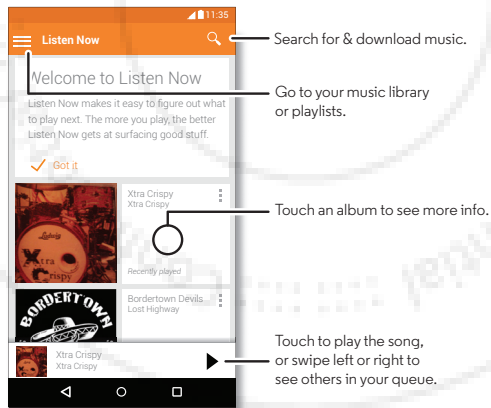 11:35
Listen Now
Search for & download music.
Welcome to Listen Now
Listen Now makes it easy to figure out what
to play next. The more you play, the better
Listen Now gets at surfacing good stuff.
Got it
Go to your music library
or playlists.
Xtra Crispy
Xtra Crispy
Ludwig
Xtra
Crispy
Recently played
Touch an album to see more info.
BORDERTOWN
Bordertown Devils
Lost Highway
Xtra Crispy
Xtra Crispy
Touch to play the song,
or swipe left or right to
see others in your queue.